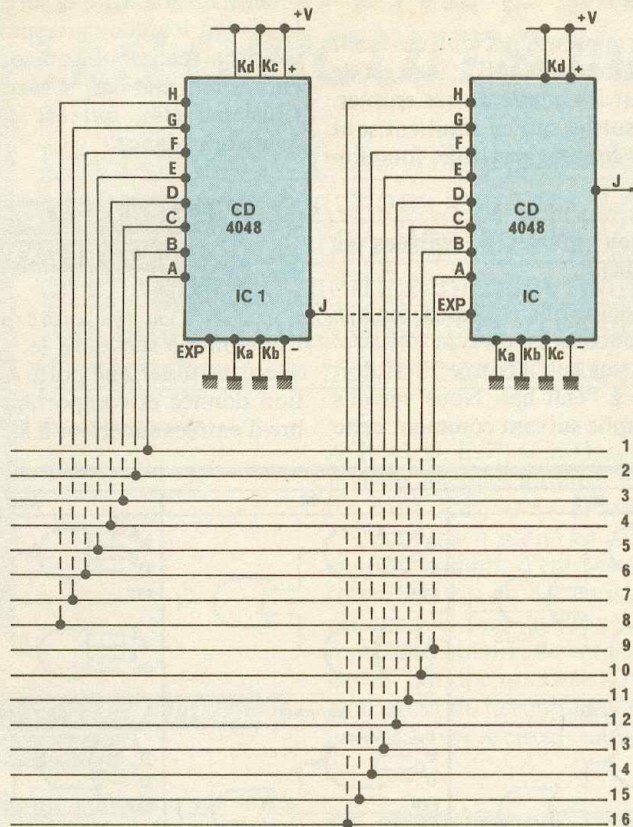 +V
+V
Kd Kc +
Kd +
H
G
F
E
D
C
B
A
CD
4048
IC 1
J
EXP Ka Kb –
H
G
F
E
D
C
B
A
CD
4048
IC
J
EXP
Ka Kb Kc –
1
2
3
4
5
6
7
8
9
10
11
12
13
14
15
16